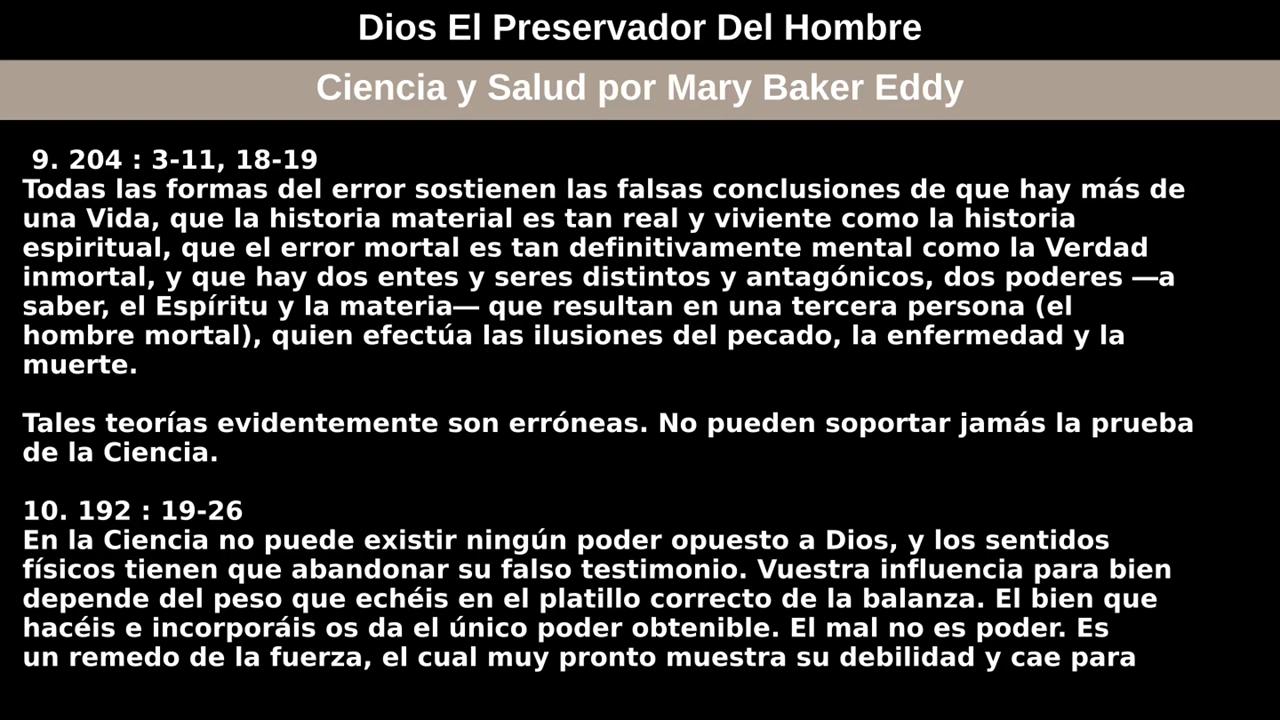 Dios El Preservador Del Hombre
Ciencia y Salud por Mary Baker Eddy
9. 204 : 3-11, 18-19
Todas las formas del error sostienen las falsas conclusiones de que hay más de
una Vida, que la historia material es tan real y viviente como la historia
espiritual, que el error mortal es tan definitivamente mental como la Verdad
inmortal, y que hay dos entes y seres distintos y antagónicos, dos poderes —a
saber, el Espíritu y la materia— que resultan en una tercera persona (el
hombre mortal), quien efectúa las ilusiones del pecado, la enfermedad y la
muerte.
Tales teorías evidentemente son erróneas. No pueden soportar jamás la prueba
de la Ciencia.
10. 192 : 19-26
En la Ciencia no puede existir ningún poder opuesto a Dios, y los sentidos
físicos tienen que abandonar su falso testimonio. Vuestra influencia para bien
depende del peso que echéis en el platillo correcto de la balanza. El bien que
hacéis e incorporáis os da el único poder obtenible. El mal no es poder. Es
un remedo de la fuerza, el cual muy pronto muestra su debilidad y cae para